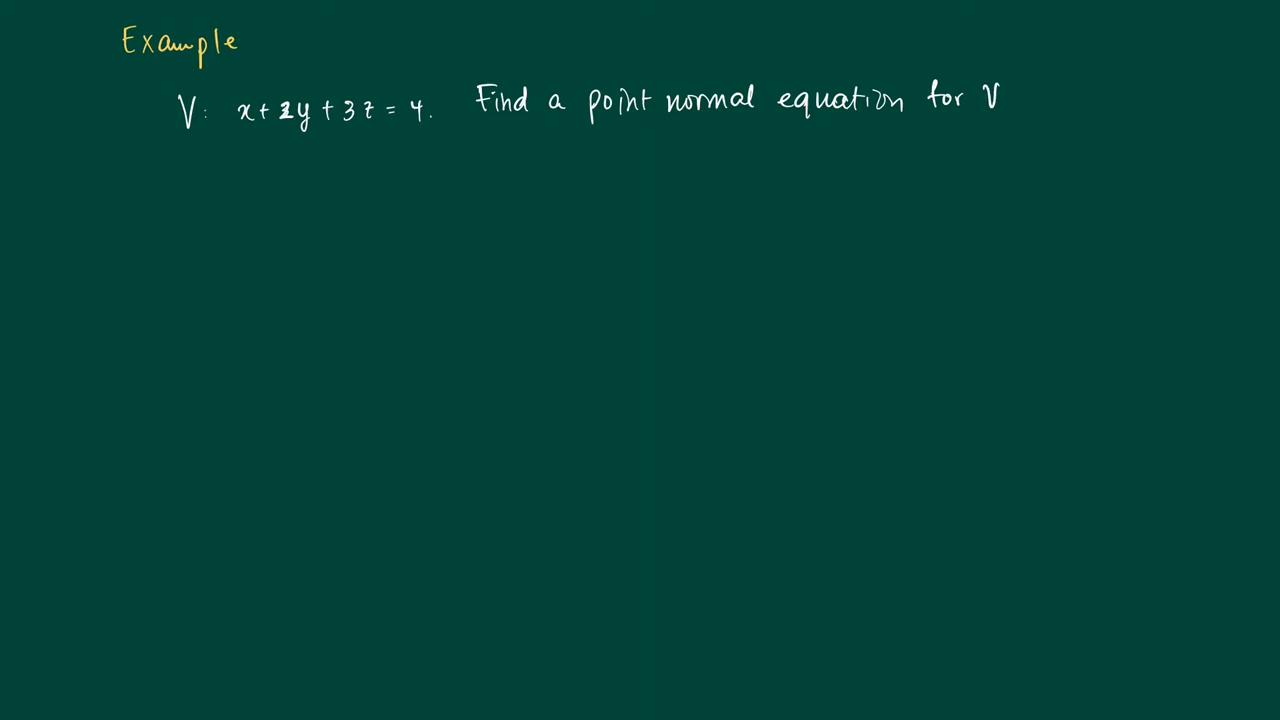 Example
V: x + 2y + 3z = 4. Find a point normal equation for V